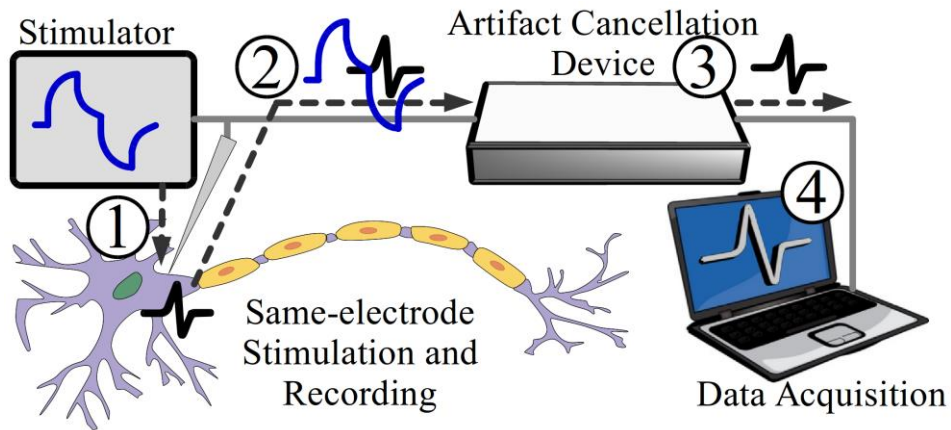 Stimulator
Artifact Cancellation
Device
1
2
3
4
Same-electrode
Stimulation and
Recording
Data Acquisition